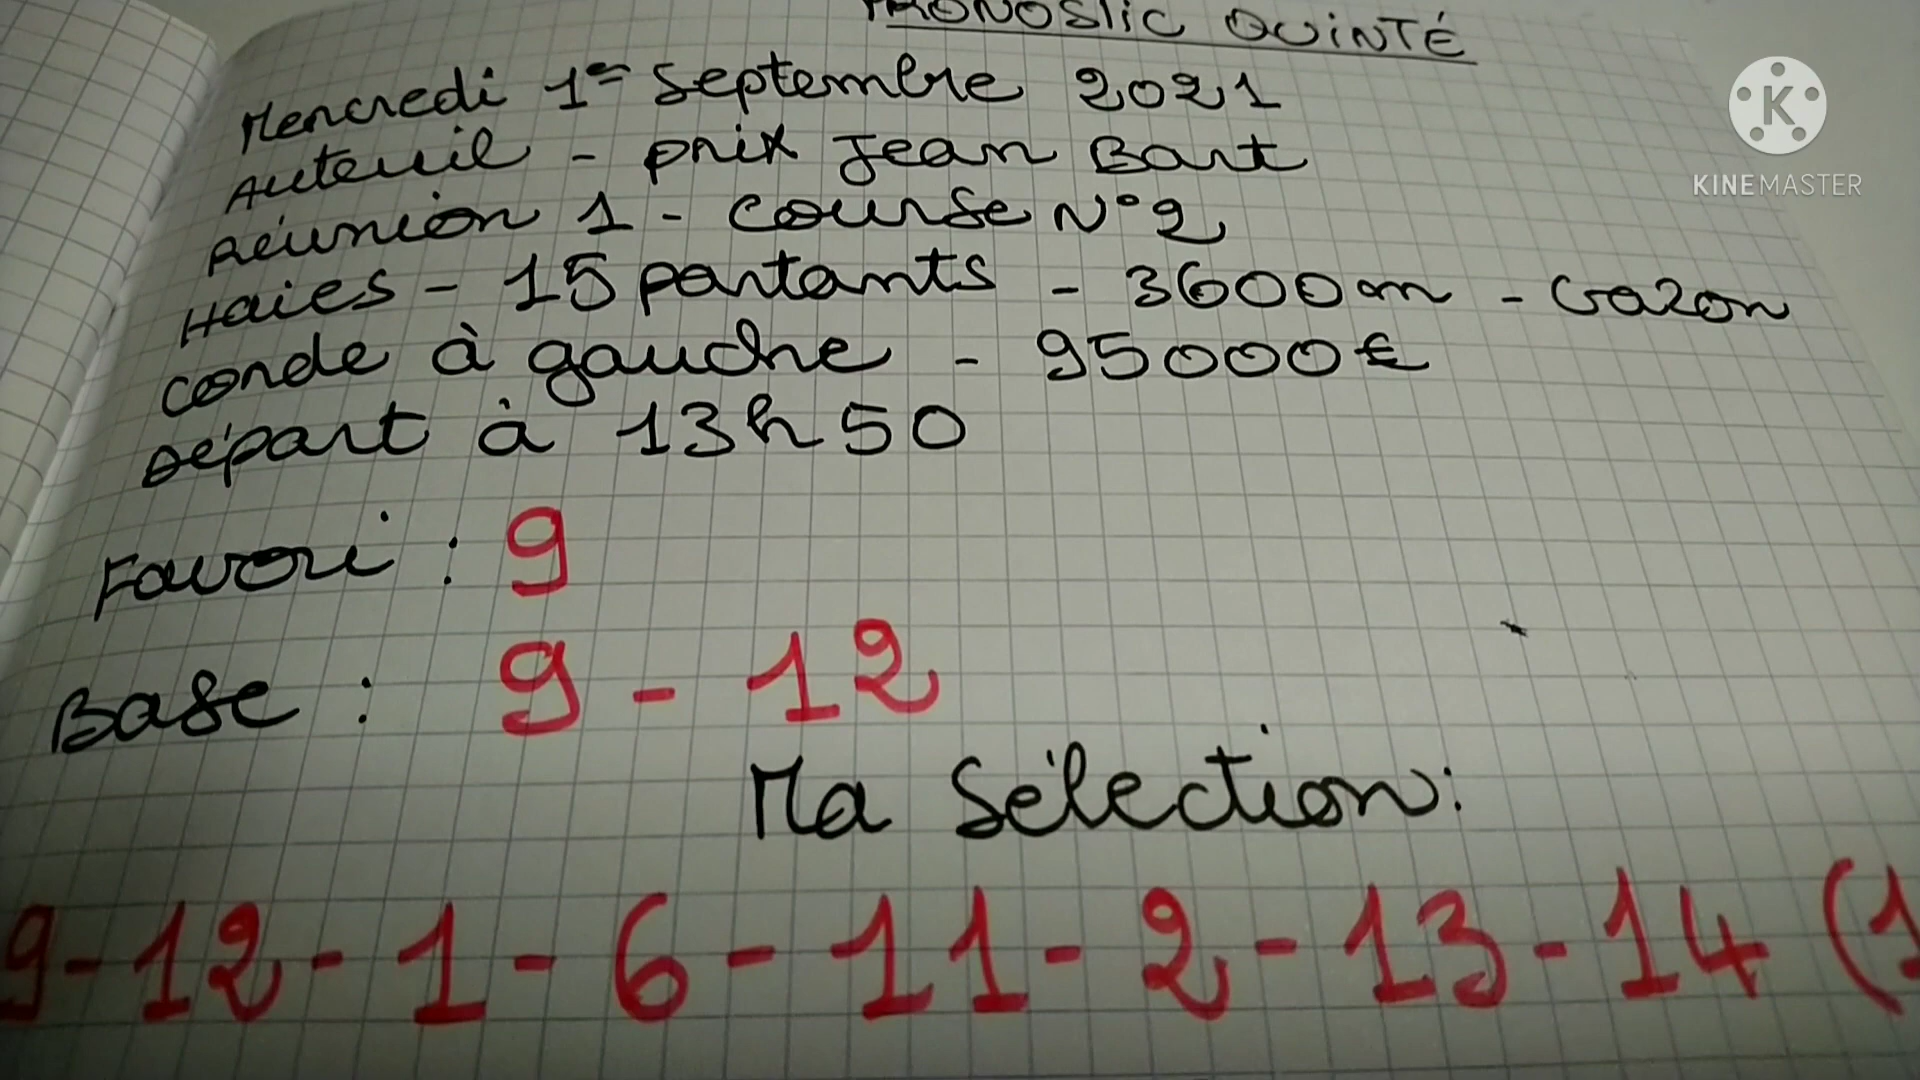 PRONOSTIC QUINTÉ
Mercredi 1er Septembre 2021
Auteuil - prix Jean Bart
Réunion 1 - course N°2
Haies - 15 partants - 3600m - Gazon
corde à gauche - 95000€
Départ à 13h50
Favori : 9
Base : 9 - 12
Ma Sélection:
9-12-1-6-11-2-13-14 (1
K
KINEMASTER